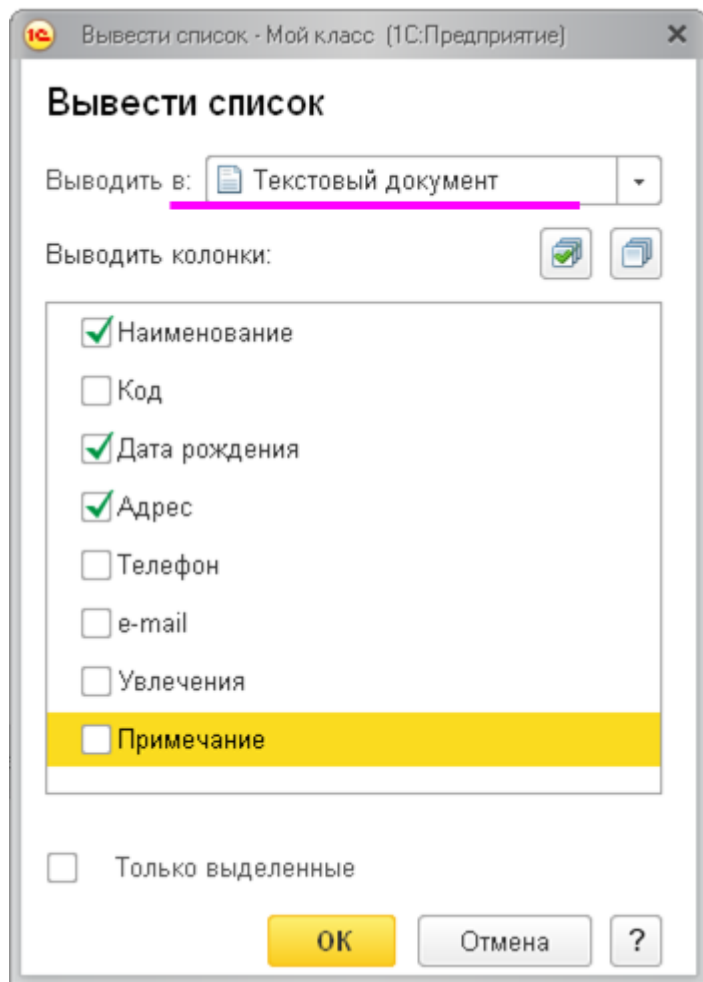 1С Вывести список - Мой класс (1С:Предприятие)
Вывести список
Выводить в: Текстовый документ
Выводить колонки:
Наименование
Код
Дата рождения
Адрес
Телефон
e-mail
Увлечения
Примечание
Только выделенные
ОК Отмена ?